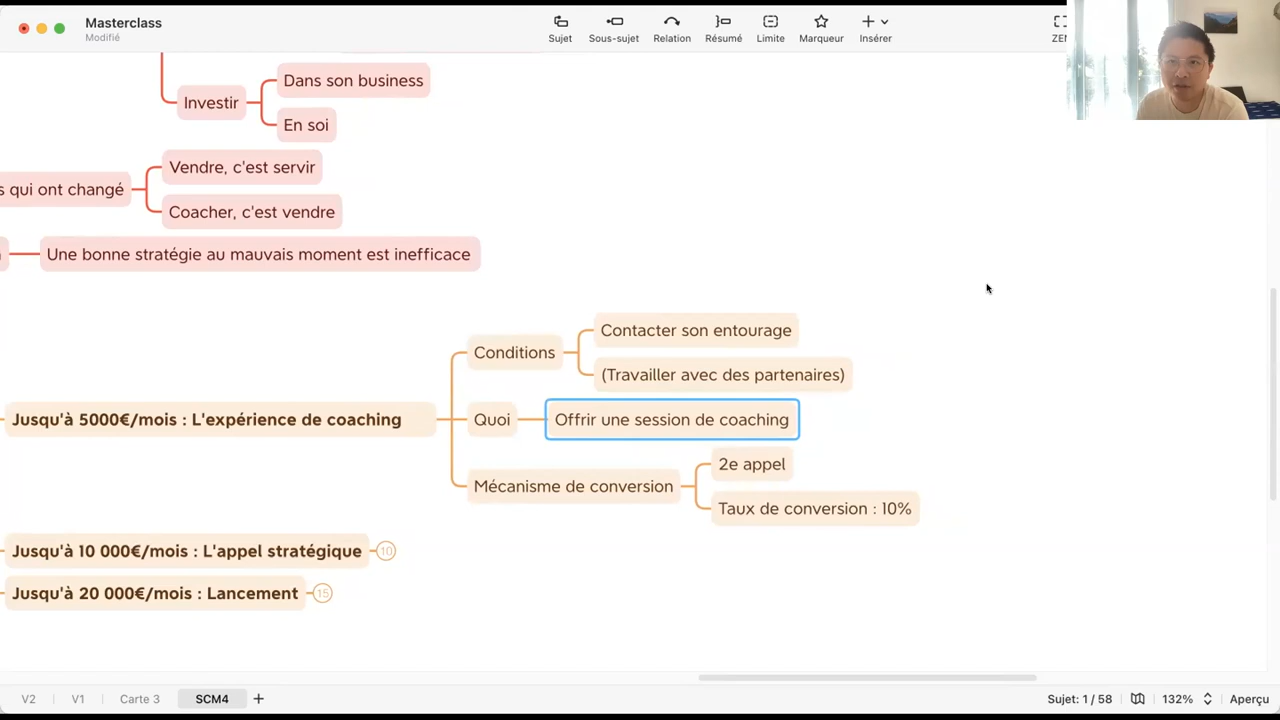 Masterclass
Modifié
Sujet
Sous-sujet
Relation
Résumé
Limite
Marqueur
Insérer
ZEN
Dans son business
Investir
En soi
Vendre, c'est servir
s qui ont changé
Coacher, c'est vendre
Une bonne stratégie au mauvais moment est inefficace
Contacter son entourage
Conditions
(Travailler avec des partenaires)
Jusqu'à 5000€/mois : L'expérience de coaching
Quoi
Offrir une session de coaching
2e appel
Mécanisme de conversion
Taux de conversion : 10%
Jusqu'à 10 000€/mois : L'appel stratégique
10
Jusqu'à 20 000€/mois : Lancement
15
V2
V1
Carte 3
SCM4
Sujet: 1 / 58
132%
Aperçu